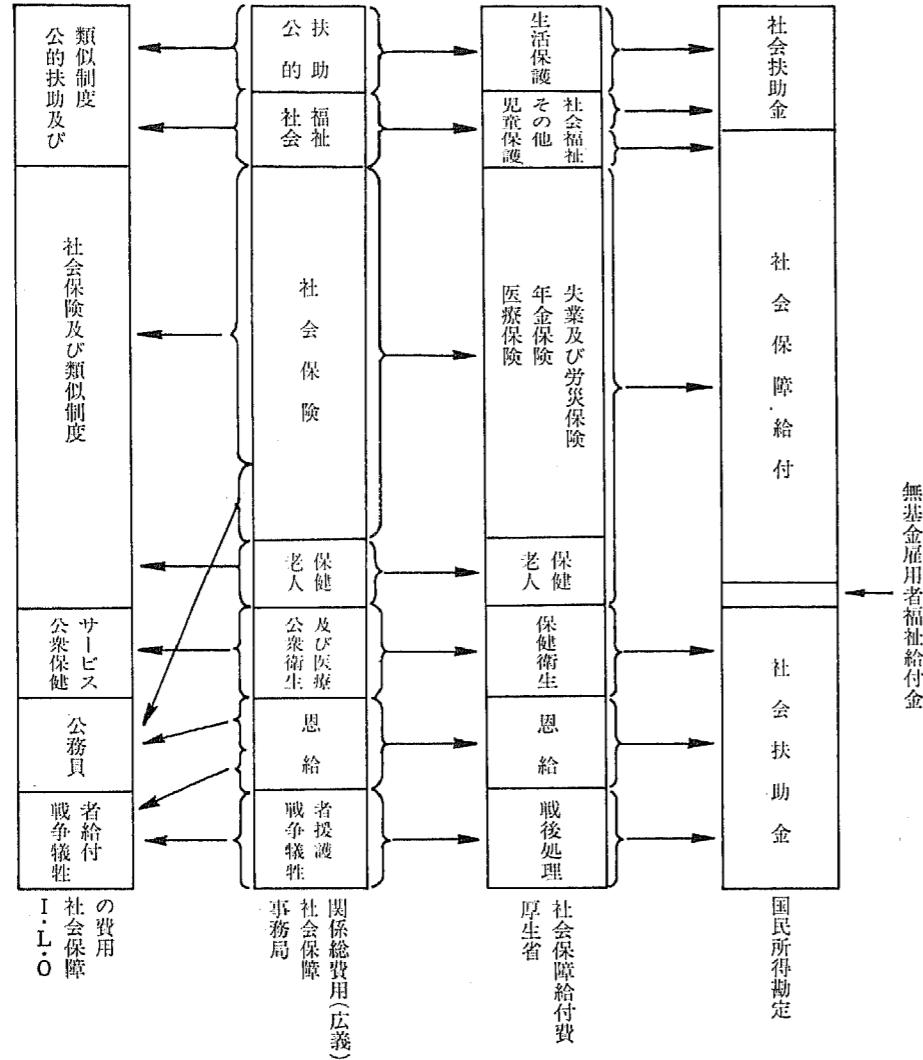 公的扶助及び
類似制度
社会保険及び類似制度
公衆保健
サービス
公務員
戦争犠牲
者給付
I・L・O
社会保障
の費用
公的
扶助
社会
福祉
社会保険
老人
保健
公衆衛生
及び医療
恩給
戦争犠牲
者援護
事務局
社会保障
関係総費用(広義)
生活保護
児童保護
その他
社会福祉
医療保険
年金保険
失業及び労災保険
老人
保健
保健衛生
恩給
戦後処理
厚生省
社会保障給付費
社会扶助金
社会保障給付
社会扶助金
国民所得勘定
無基金雇用者福祉給付金